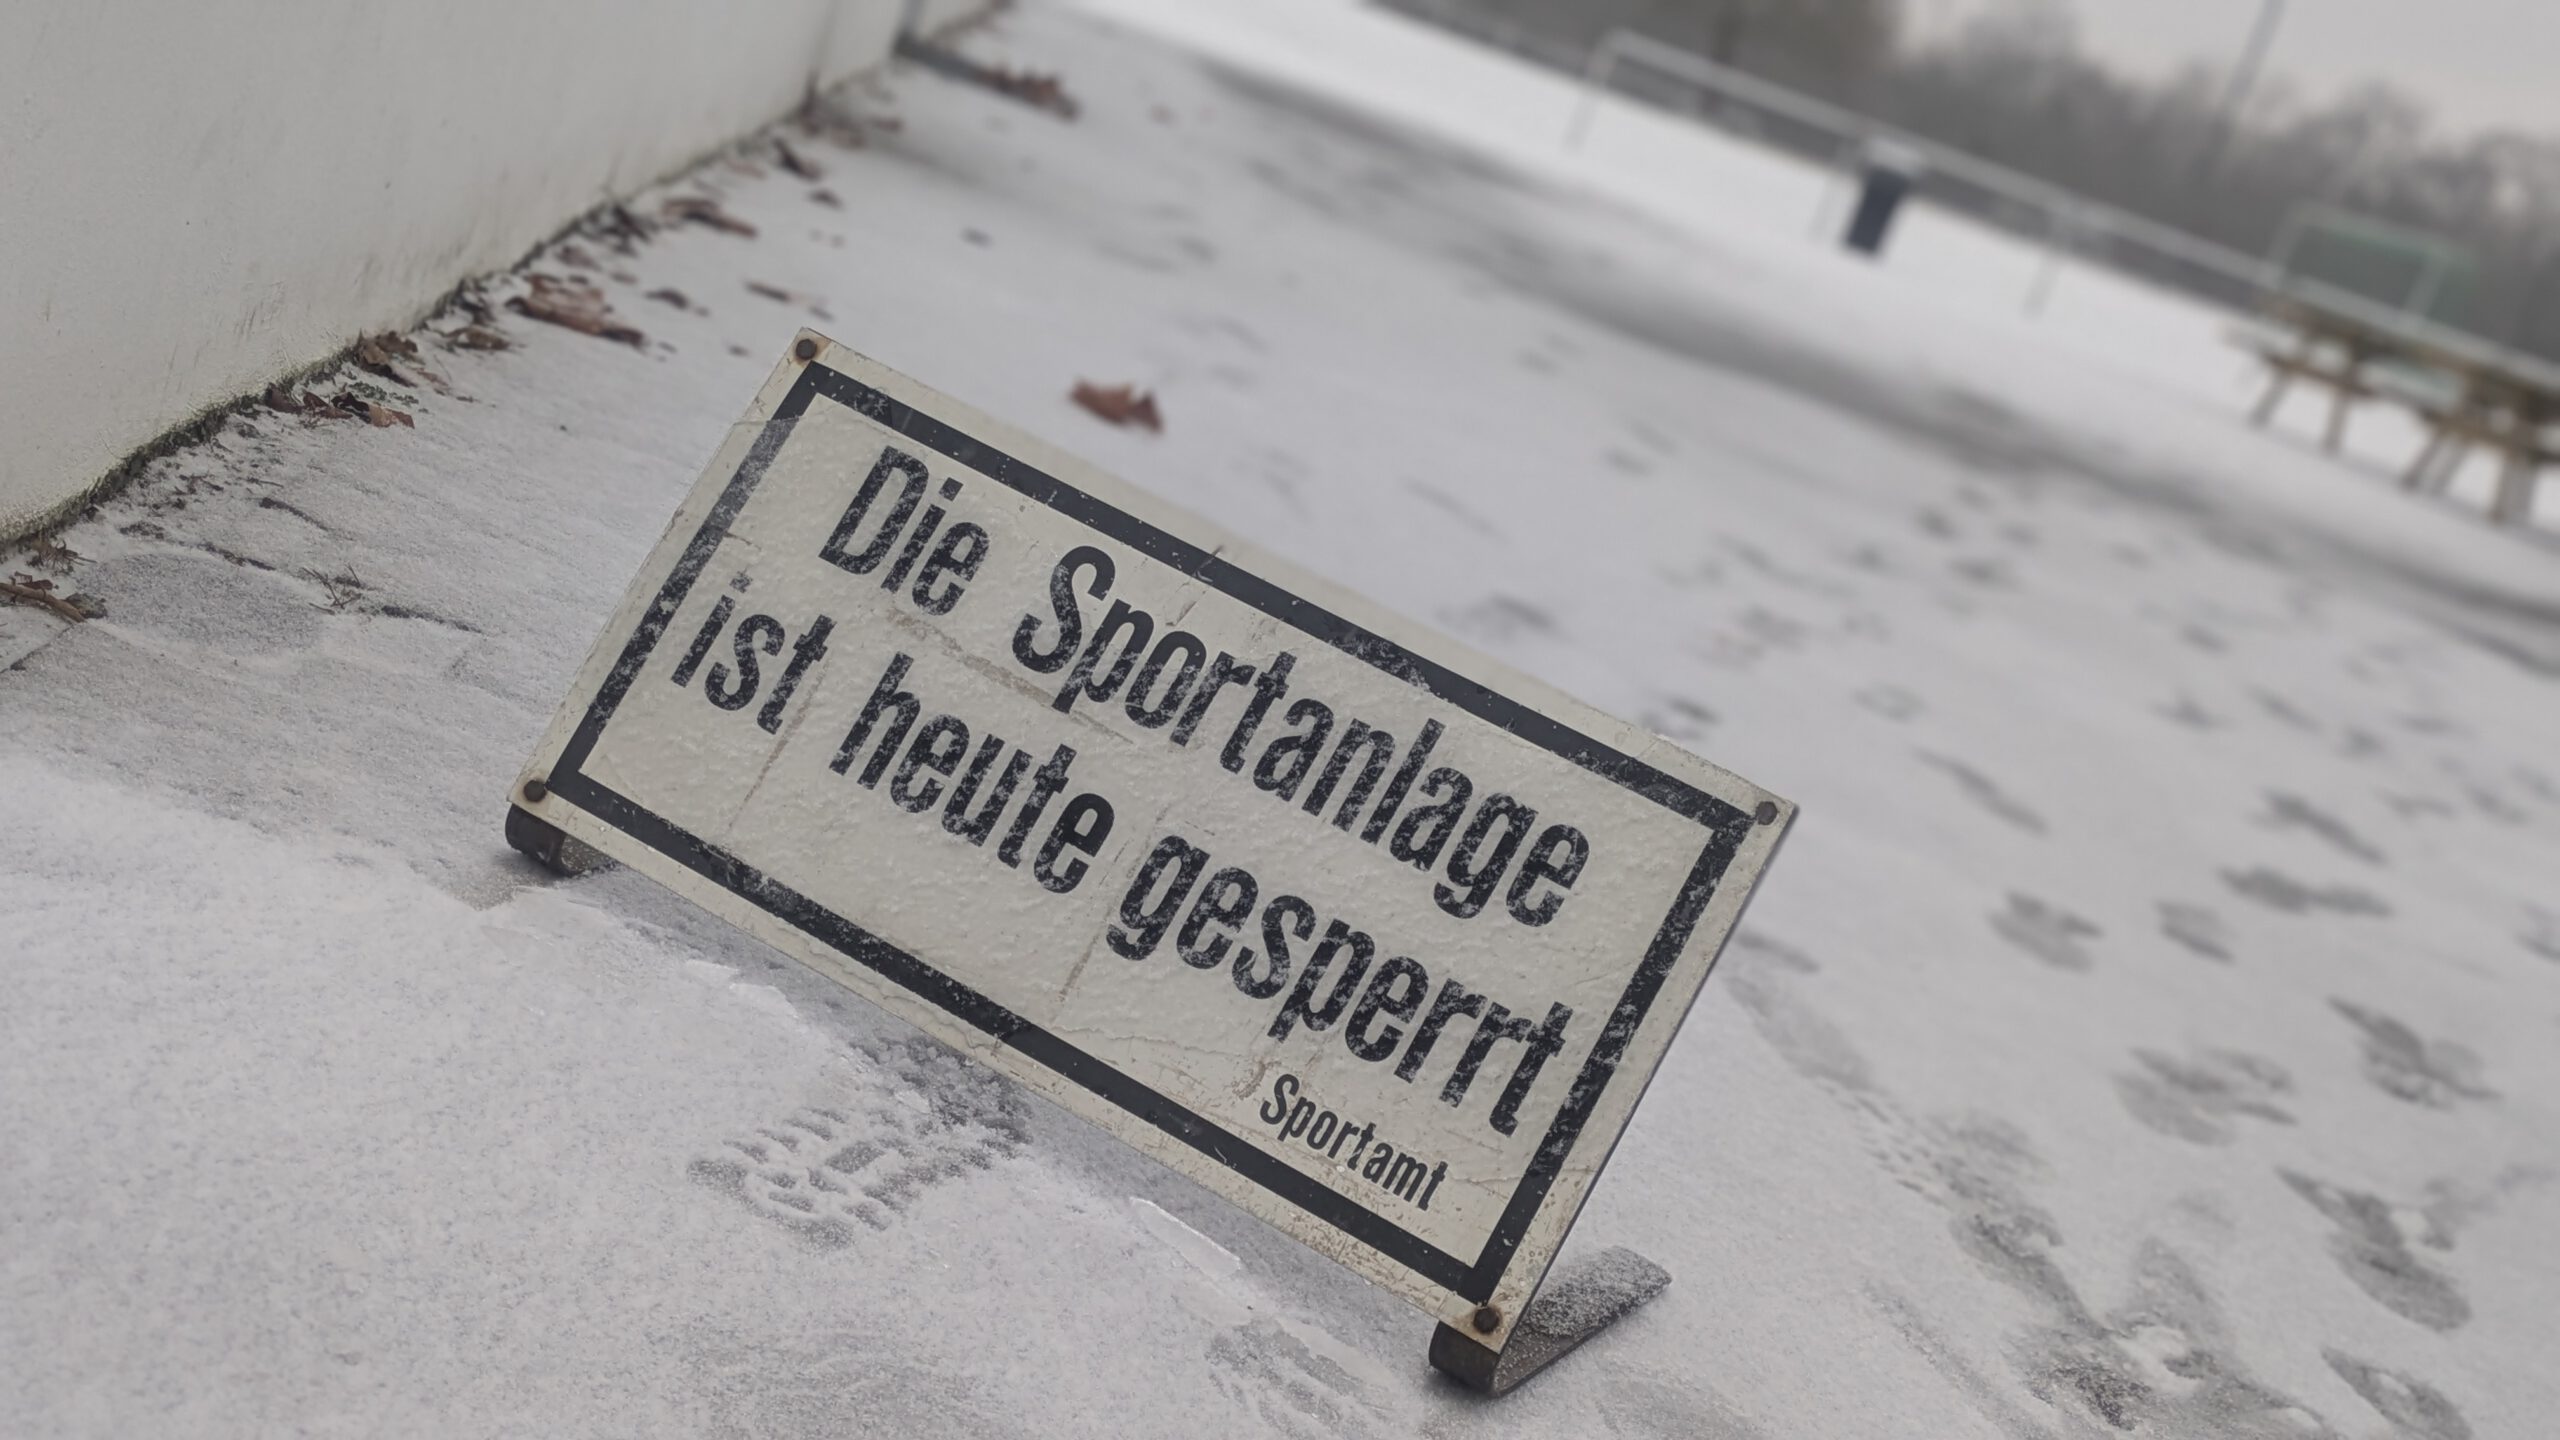 Die Sportanlage
ist heute gesperrt
Sportamt